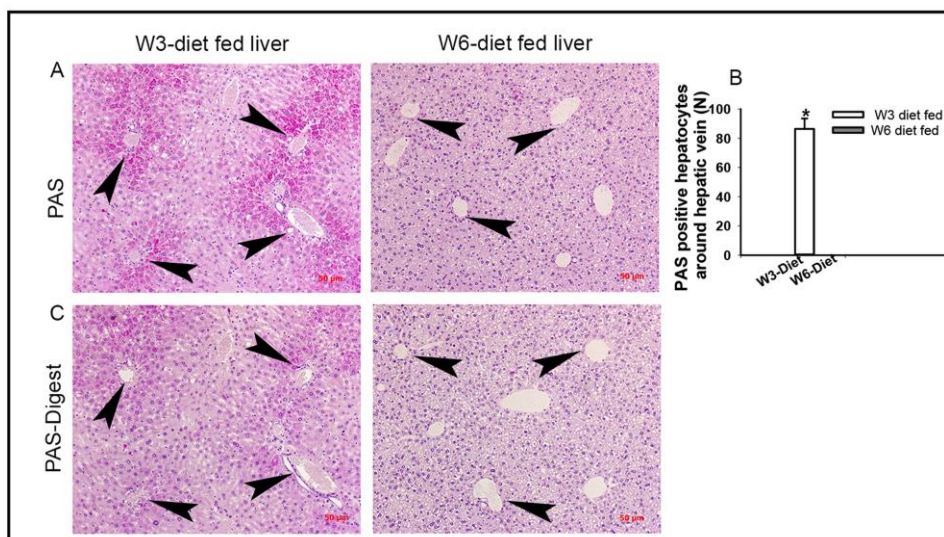 W3-diet fed liver
W6-diet fed liver
A
PAS
50 µm
50 µm
B
PAS positive hepatocytes
around hepatic vein (N)
100
80
60
40
20
0
*
W3 diet fed
W6 diet fed
W3-Diet
W6-Diet
C
PAS-Digest
50 µm
50 µm